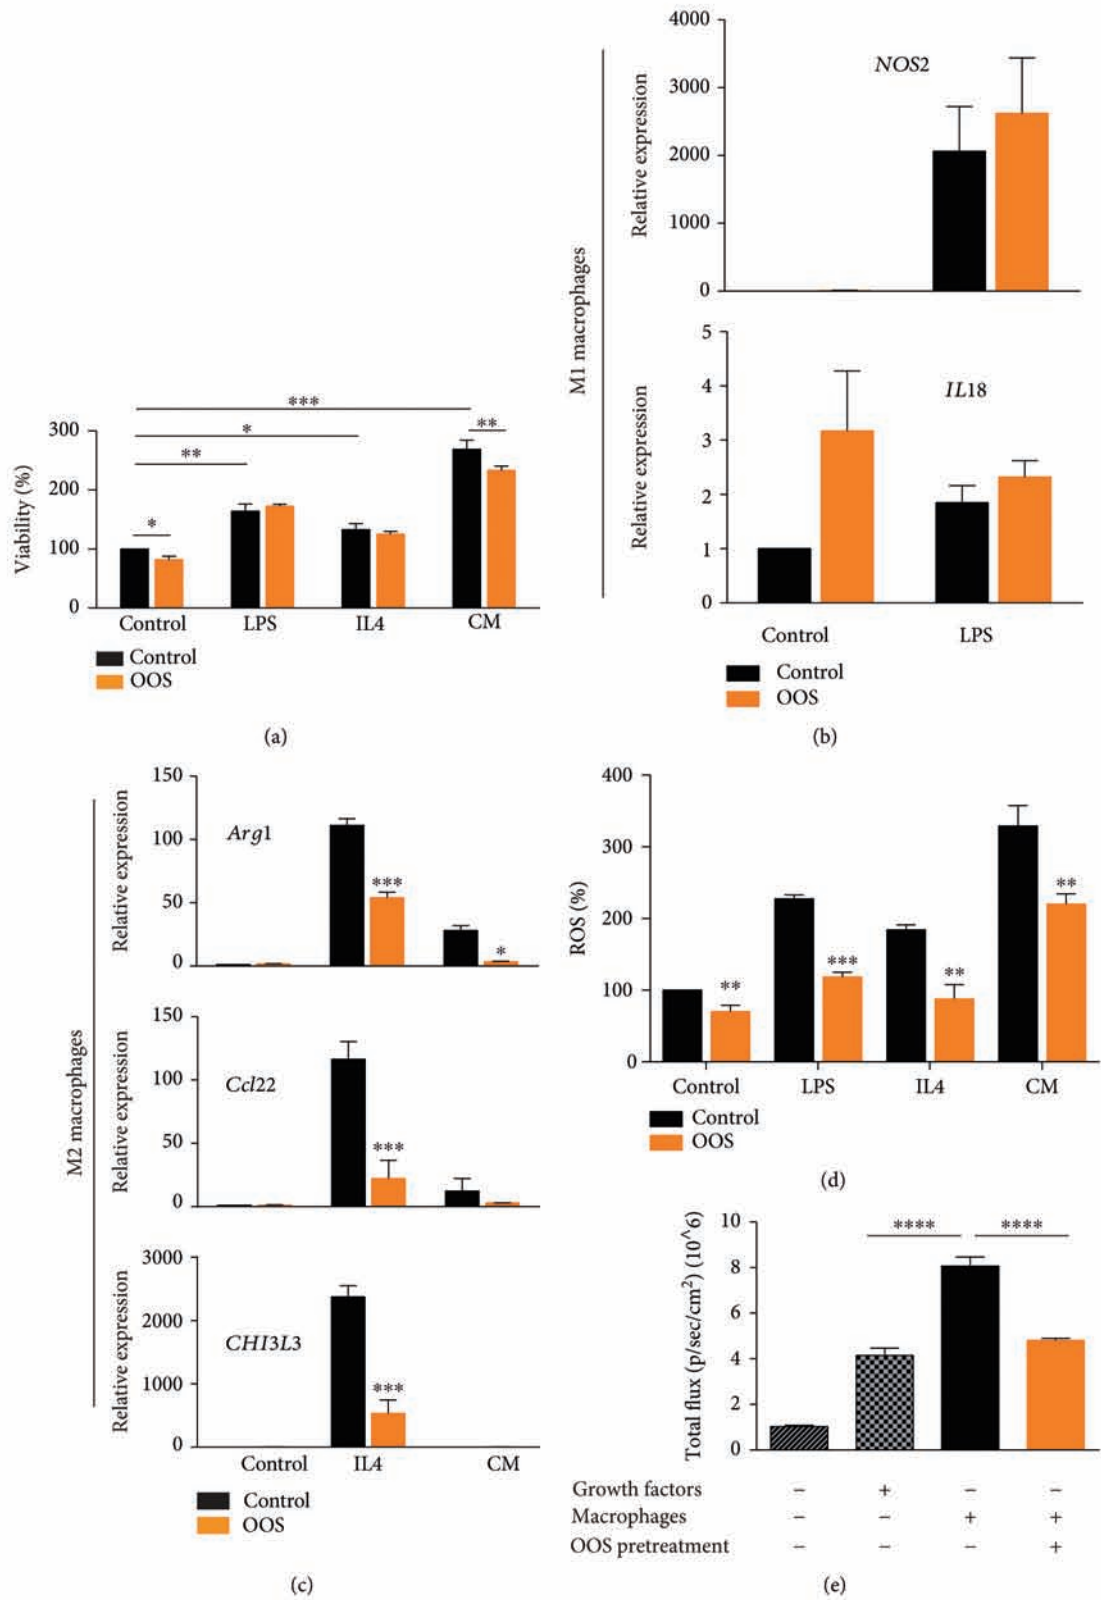 ***
300
**
*
200
**
*
100
0
Viability (%)
Control LPS IL4 CM
Control
OOS
(a)
M1 macrophages
4000
NOS2
3000
2000
1000
0
Relative expression
5
4
IL18
3
2
1
0
Relative expression
Control LPS
Control
OOS
(b)
M2 macrophages
150
100
Arg1
***
50
*
0
Relative expression
150
100
Ccl22
***
50
0
Relative expression
3000
2000
CHI3L3
***
1000
0
Relative expression
Control IL4 CM
Control
OOS
(c)
400
300
**
200
*** **
100
**
0
ROS (%)
Control LPS IL4 CM
Control
OOS
(d)
10
**** ****
8
6
4
2
0
Total flux (p/sec/cm²) (10^6)
Growth factors − + − −
Macrophages − − + +
OOS pretreatment − − − +
(e)